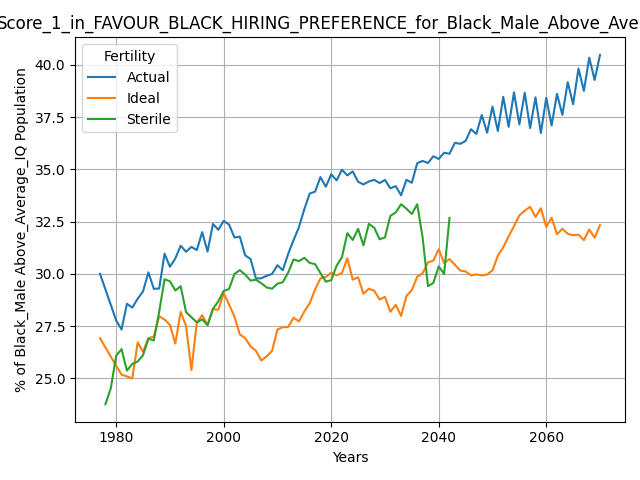 Score_1_in_FAVOUR_BLACK_HIRING_PREFERENCE_for_Black_Male_Above_Ave
Fertility
Actual
Ideal
Sterile
% of Black_Male Above_Average_IQ Population
40.0
37.5
35.0
32.5
30.0
27.5
25.0
1980
2000
2020
2040
2060
Years